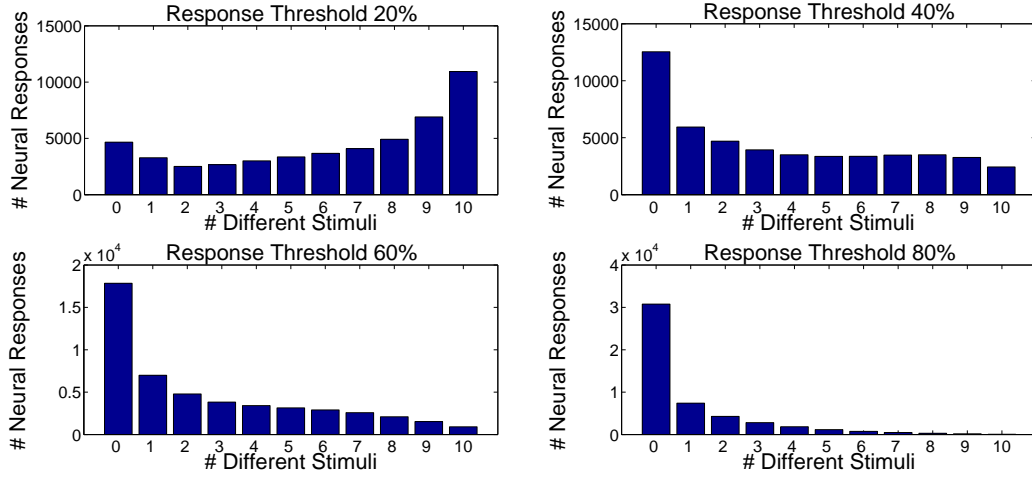 Response Threshold 20%
# Neural Responses
15000
10000
5000
0
0 1 2 3 4 5 6 7 8 9 10
# Different Stimuli
Response Threshold 40%
# Neural Responses
15000
10000
5000
0
0 1 2 3 4 5 6 7 8 9 10
# Different Stimuli
Response Threshold 60%
x 10^4
# Neural Responses
2
1.5
1
0.5
0
0 1 2 3 4 5 6 7 8 9 10
# Different Stimuli
Response Threshold 80%
x 10^4
# Neural Responses
4
3
2
1
0
0 1 2 3 4 5 6 7 8 9 10
# Different Stimuli